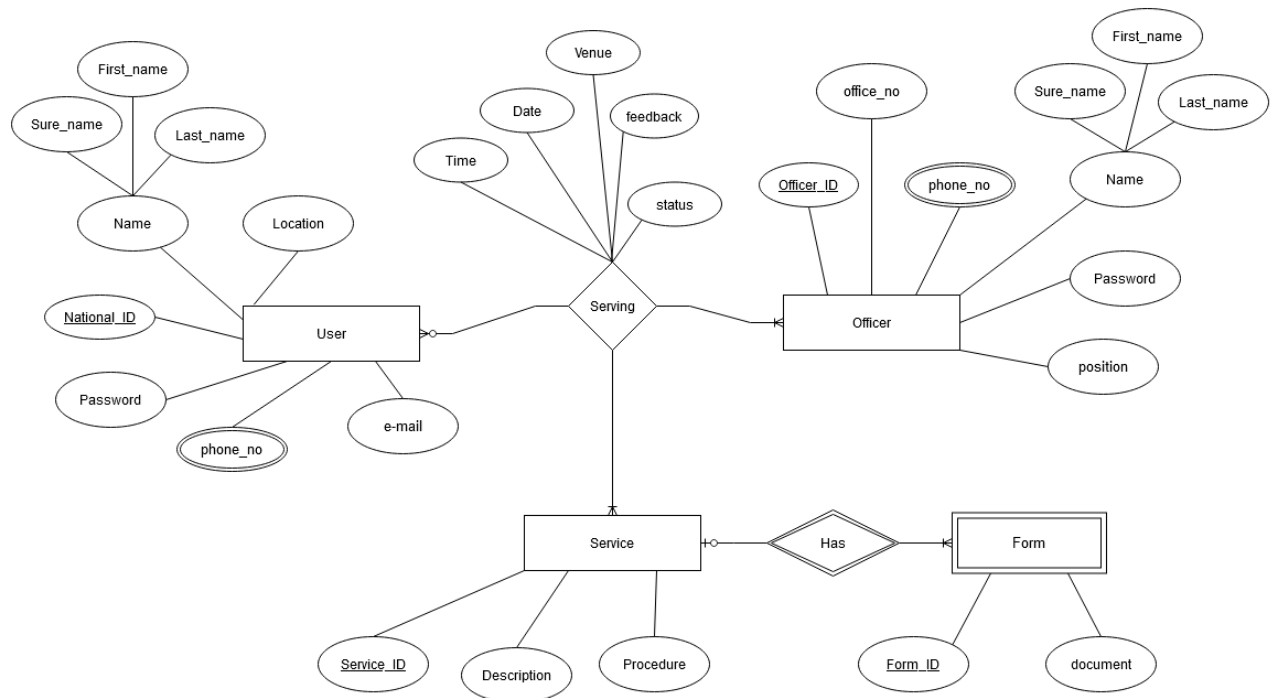 First_name
Sure_name
Last_name
Name
Location
National_ID
User
Password
phone_no
e-mail
Venue
Date
feedback
Time
status
Serving
office_no
Officer_ID
phone_no
First_name
Sure_name
Last_name
Name
Password
Officer
position
Service
Has
Form
Service_ID
Description
Procedure
Form_ID
document